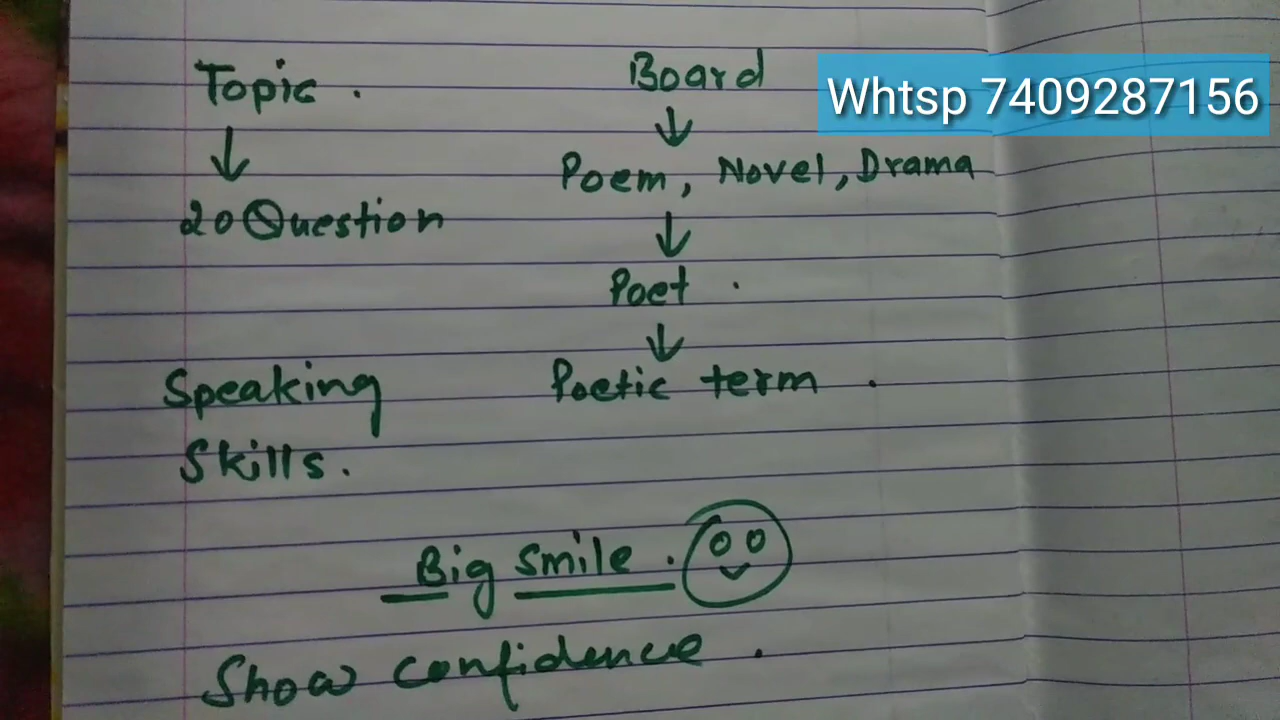 Topic .
↓
20 Question
Board
↓
Poem, Novel, Drama
↓
Poet .
↓
Poetic term .
Whtsp 7409287156
Speaking
Skills.
Big smile .
Show confidence .